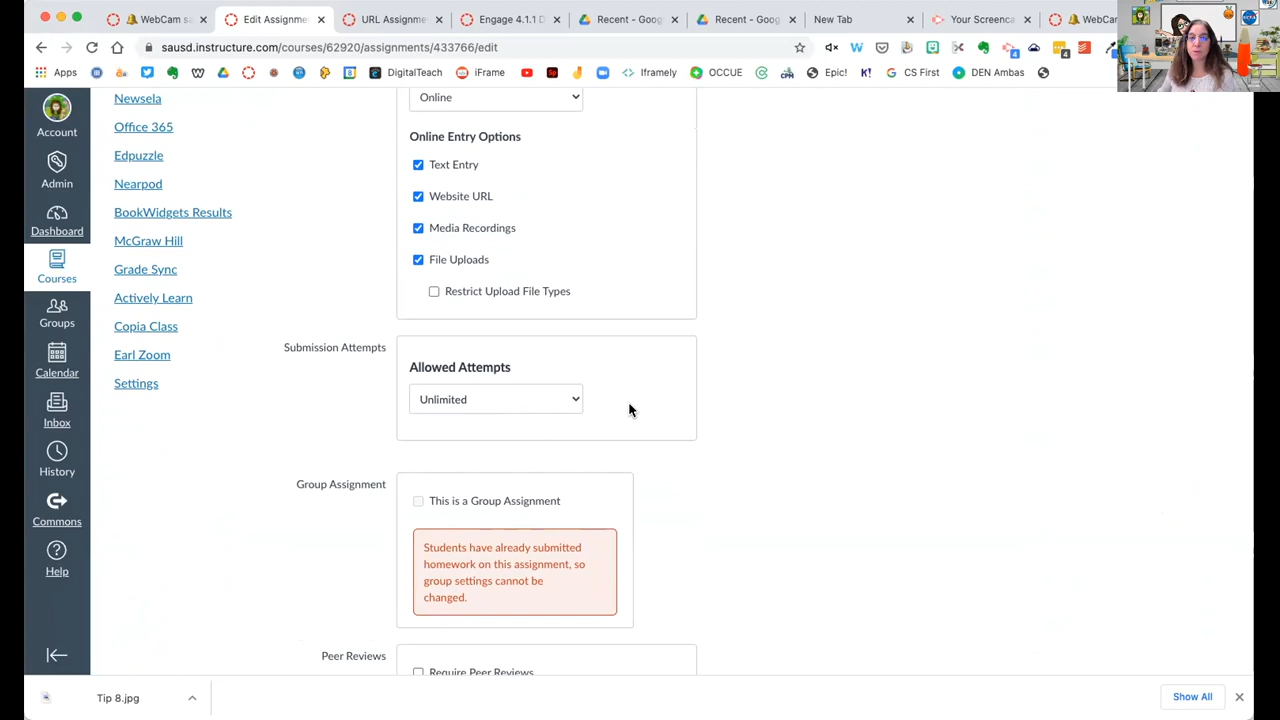 WebCam sa
Edit Assignme
URL Assignme
Engage 4.1.1 D
Recent - Goog
Recent - Goog
New Tab
Your Screenca
WebCar
sausd.instructure.com/courses/62920/assignments/433766/edit
Apps
DigitalTeach
iFrame
Iframely
OCCUE
Epic!
CS First
DEN Ambas
Account
Admin
Dashboard
Courses
Groups
Calendar
Inbox
History
Commons
Help
Newsela
Office 365
Edpuzzle
Nearpod
BookWidgets Results
McGraw Hill
Grade Sync
Actively Learn
Copia Class
Earl Zoom
Settings
Online
Online Entry Options
Text Entry
Website URL
Media Recordings
File Uploads
Restrict Upload File Types
Submission Attempts
Allowed Attempts
Unlimited
Group Assignment
This is a Group Assignment
Students have already submitted
homework on this assignment, so
group settings cannot be
changed.
Peer Reviews
Require Peer Reviews
Tip 8.jpg
Show All